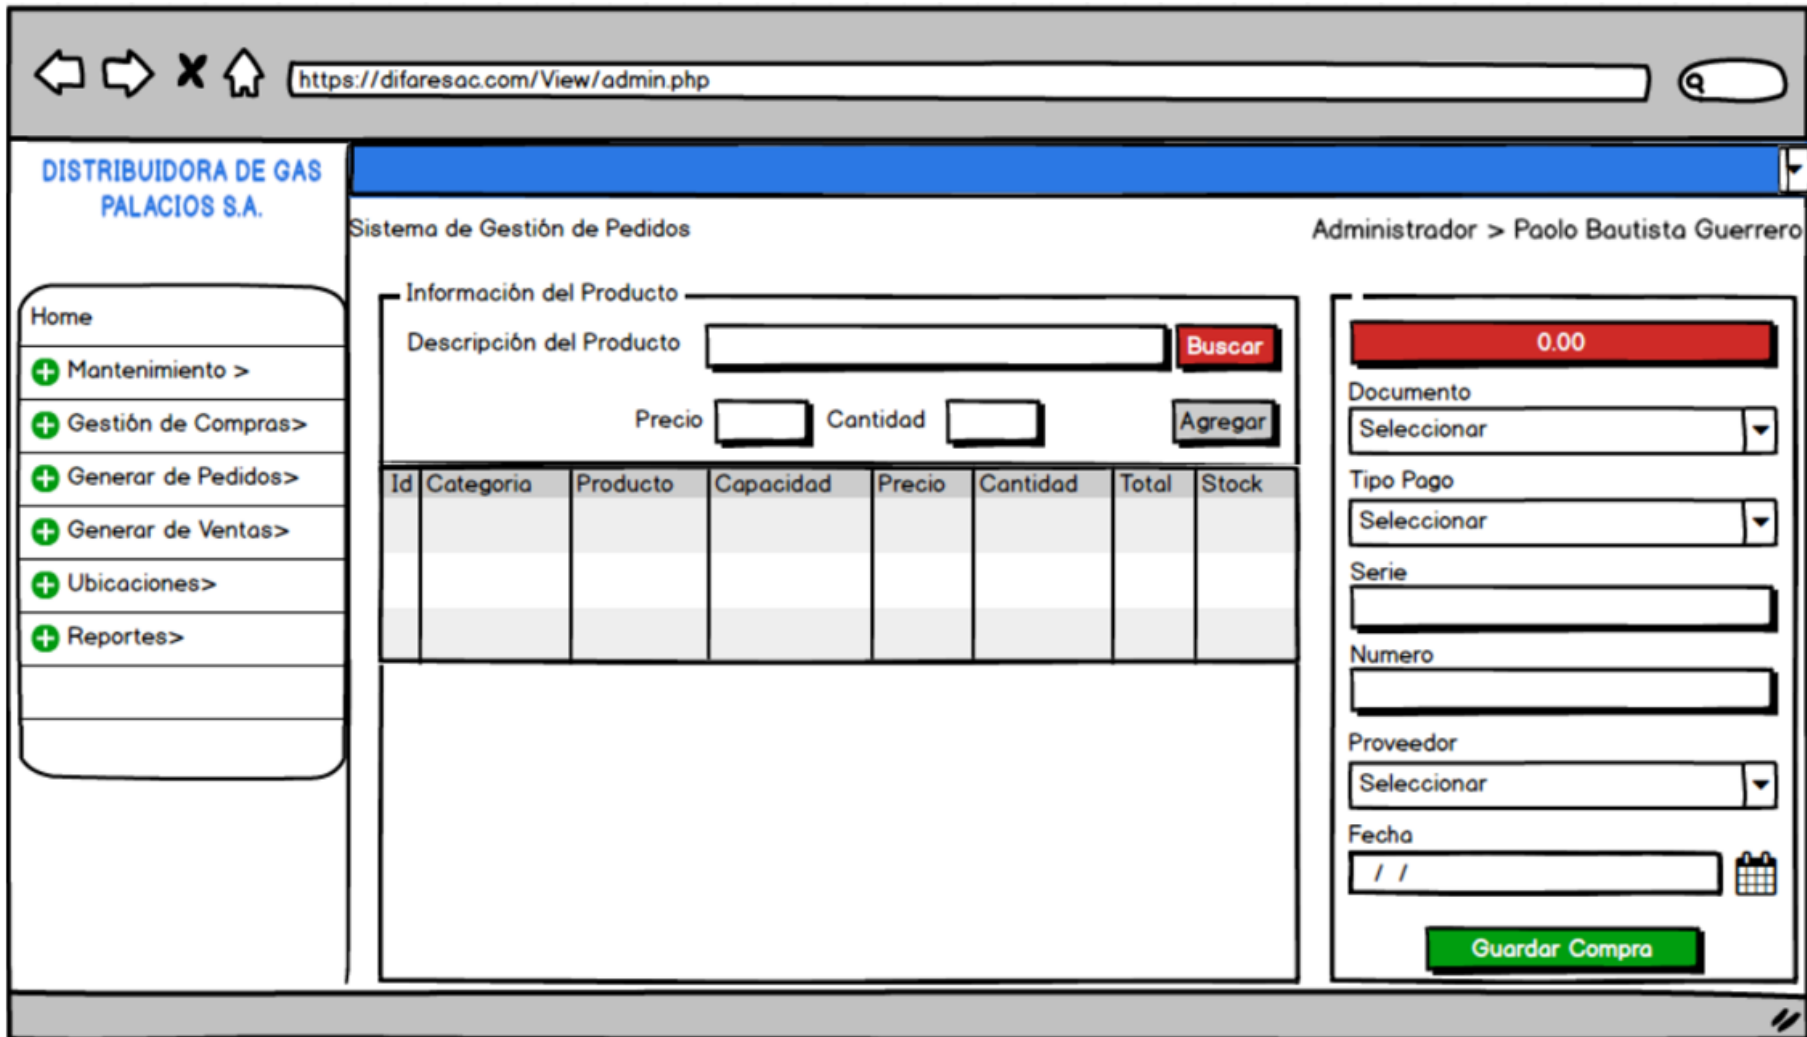 https://difaresac.com/View/admin.php
DISTRIBUIDORA DE GAS
PALACIOS S.A.
Sistema de Gestión de Pedidos
Administrador > Paolo Bautista Guerrero
Home
Mantenimiento >
Gestión de Compras>
Generar de Pedidos>
Generar de Ventas>
Ubicaciones>
Reportes>
Información del Producto
Descripción del Producto
Buscar
Precio
Cantidad
Agregar
Id Categoria Producto Capacidad Precio Cantidad Total Stock
0.00
Documento
Seleccionar
Tipo Pago
Seleccionar
Serie
Numero
Proveedor
Seleccionar
Fecha
/ /
Guardar Compra